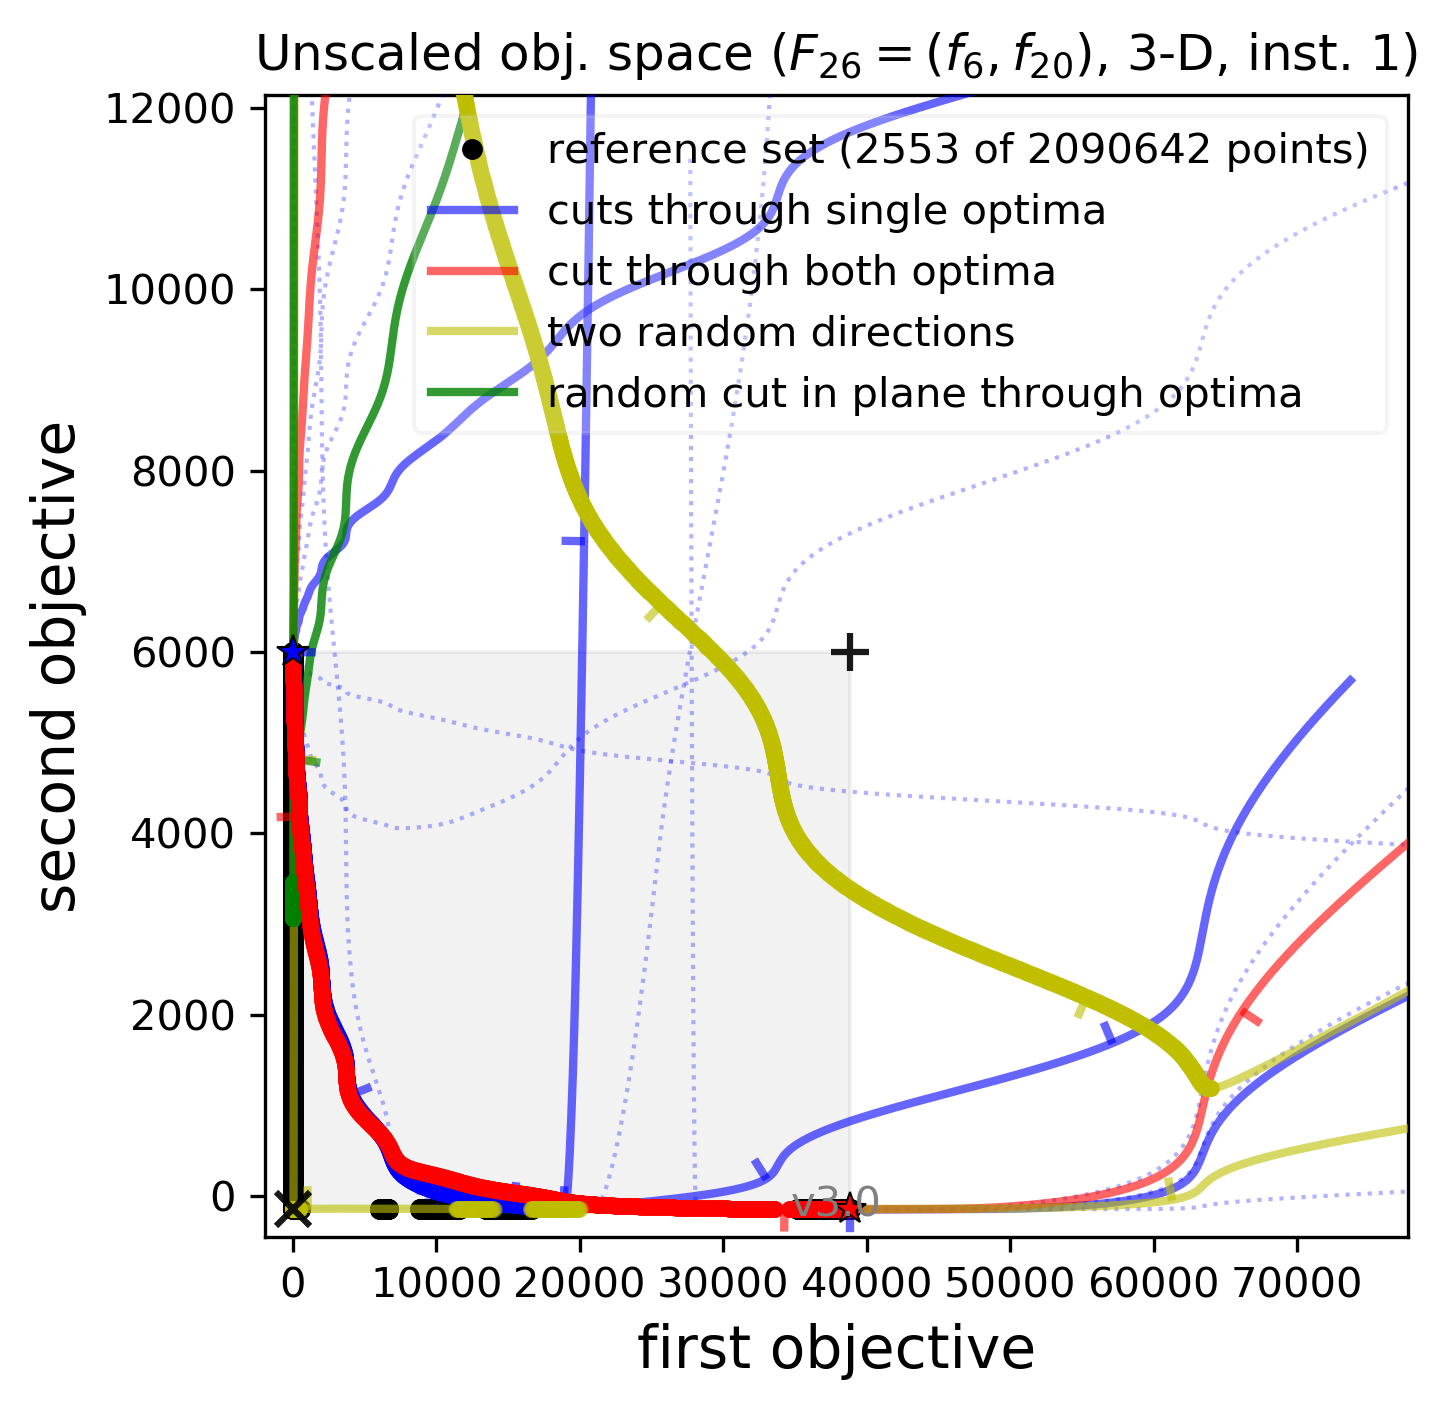 Unscaled obj. space (F26 = (f6, f20), 3-D, inst. 1)
reference set (2553 of 2090642 points)
cuts through single optima
cut through both optima
two random directions
random cut in plane through optima
12000
10000
8000
6000
4000
2000
0
second objective
v3.0
0 10000 20000 30000 40000 50000 60000 70000
first objective